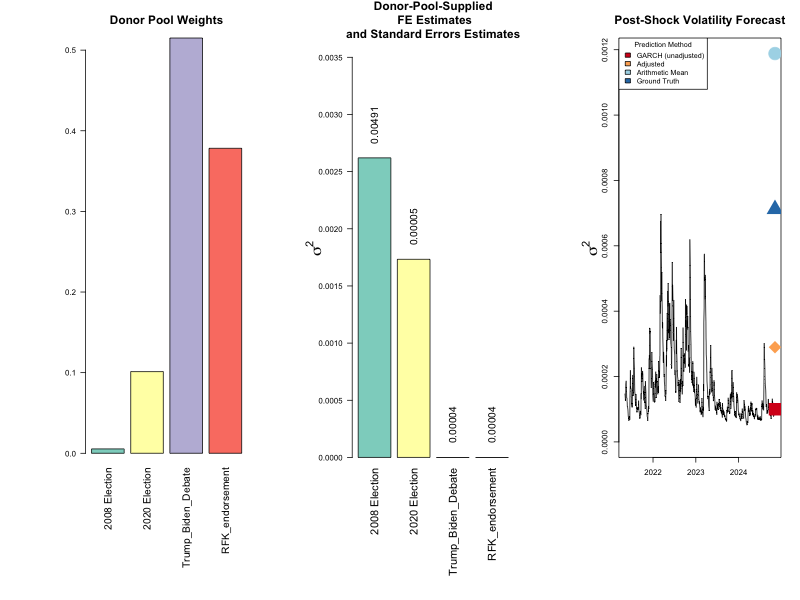 Donor Pool Weights
0.5
0.4
0.3
0.2
0.1
0.0
2008 Election
2020 Election
Trump_Biden_Debate
RFK_endorsement
Donor-Pool-Supplied
FE Estimates
and Standard Errors Estimates
σ2
0.0035
0.0030
0.0025
0.0020
0.0015
0.0010
0.0005
0.0000
0.00491
0.00005
0.00004
0.00004
2008 Election
2020 Election
Trump_Biden_Debate
RFK_endorsement
Post-Shock Volatility Forecast
σ2
0.0012
0.0010
0.0008
0.0006
0.0004
0.0002
0.0000
Prediction Method
GARCH (unadjusted)
Adjusted
Arithmetic Mean
Ground Truth
2022
2023
2024